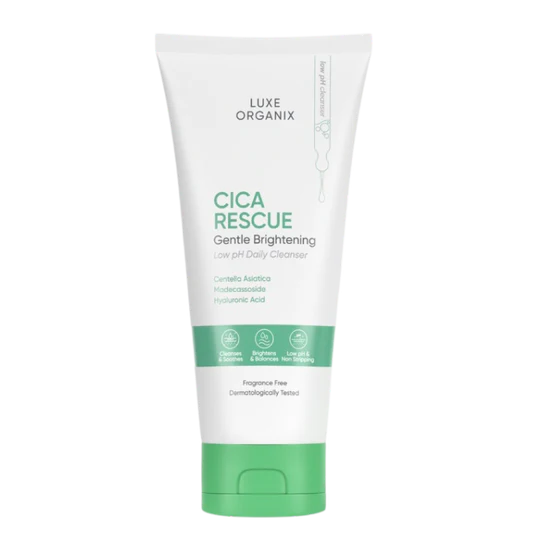 LUXE
ORGANIX
low pH cleanser
CICA
RESCUE
Gentle Brightening
Low pH Daily Cleanser
Centella Asiatica
Madecassoside
Hyaluronic Acid
Cleanses
& Soothes
Brightens
& Balances
Low pH &
Non Stripping
Fragrance Free
Dermatologically Tested